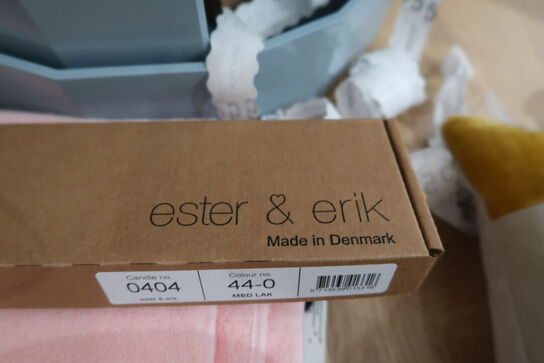 ester & erik
Made in Denmark
Candle no. Colour no
0404 44-0
ester & erik MED LAK